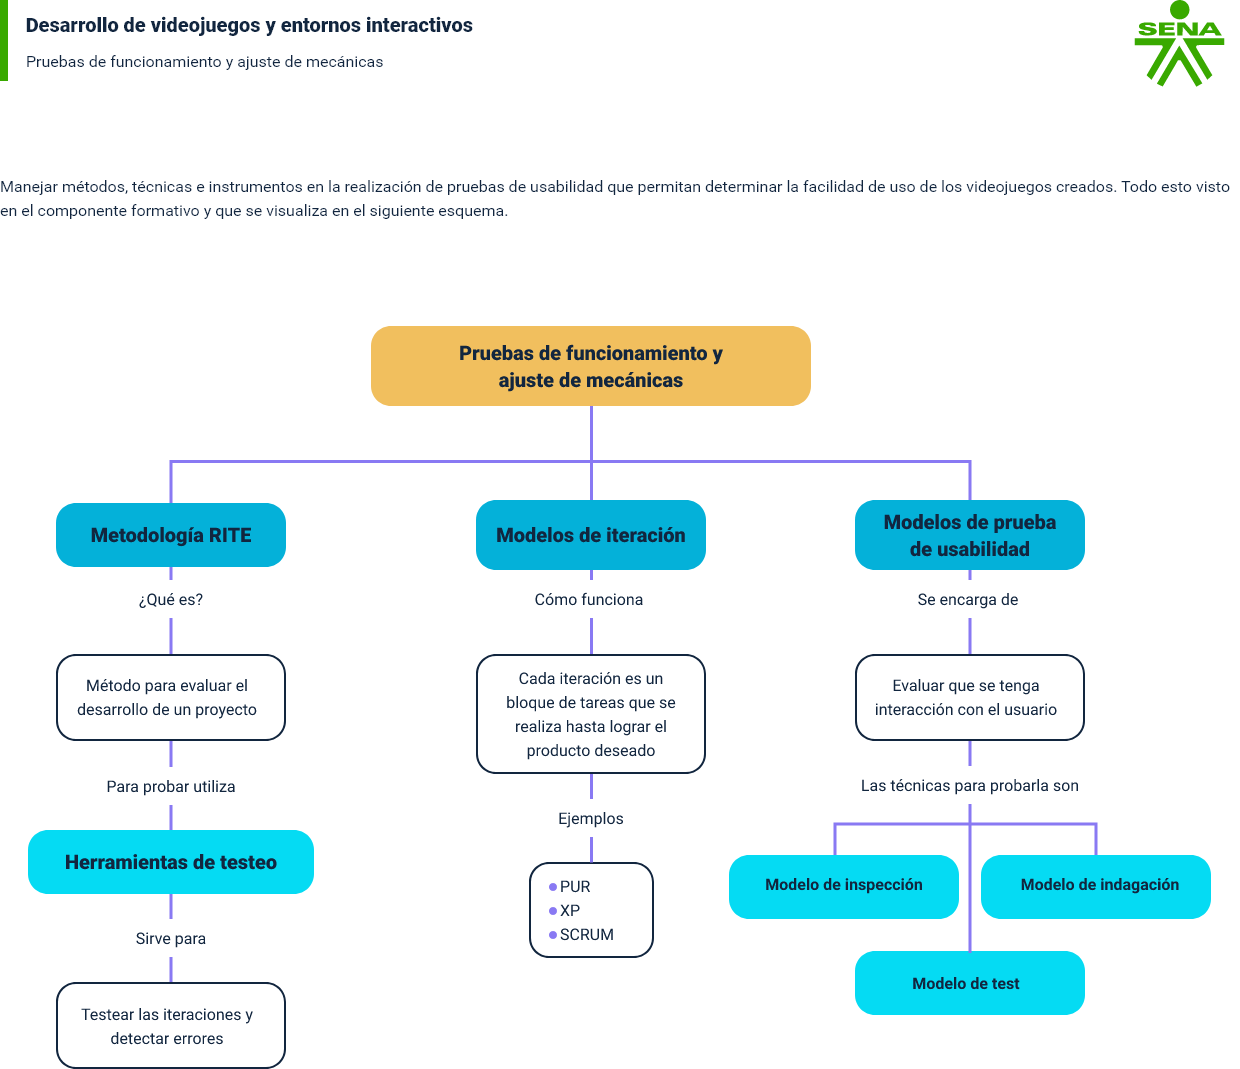 Desarrollo de videojuegos y entornos interactivos
Pruebas de funcionamiento y ajuste de mecánicas
SENA
Manejar métodos, técnicas e instrumentos en la realización de pruebas de usabilidad que permitan determinar la facilidad de uso de los videojuegos creados. Todo esto visto
en el componente formativo y que se visualiza en el siguiente esquema.
Pruebas de funcionamiento y
ajuste de mecánicas
Metodología RITE
¿Qué es?
Método para evaluar el
desarrollo de un proyecto
Para probar utiliza
Herramientas de testeo
Sirve para
Testear las iteraciones y
detectar errores
Modelos de iteración
Cómo funciona
Cada iteración es un
bloque de tareas que se
realiza hasta lograr el
producto deseado
Ejemplos
PUR
XP
SCRUM
Modelos de prueba
de usabilidad
Se encarga de
Evaluar que se tenga
interacción con el usuario
Las técnicas para probarla son
Modelo de inspección
Modelo de indagación
Modelo de test